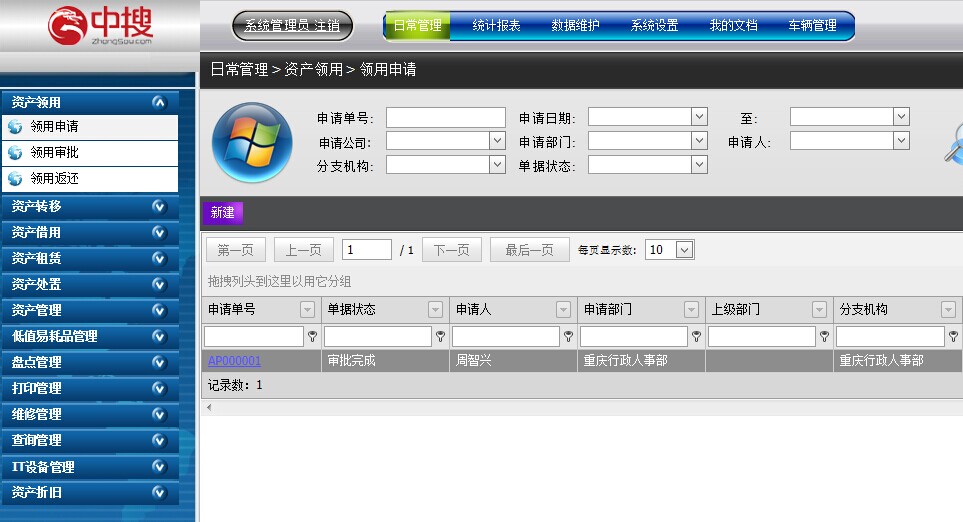 中搜
ZhongSou.com
系统管理员 注销
日常管理 统计报表 数据维护 系统设置 我的文档 车辆管理
日常管理 > 资产领用 > 领用申请
资产领用
领用申请
领用审批
领用返还
资产转移
资产借用
资产租赁
资产处置
资产管理
低值易耗品管理
盘点管理
打印管理
维修管理
查询管理
IT设备管理
资产折旧
申请单号: 申请日期: 至:
申请公司: 申请部门: 申请人:
分支机构: 单据状态:
新建
第一页 上一页 1 / 1 下一页 最后一页 每页显示数: 10
拖拽列头到这里以用它分组
申请单号 单据状态 申请人 申请部门 上级部门 分支机构
AP000001 审批完成 周智兴 重庆行政人事部 重庆行政人事部
记录数: 1